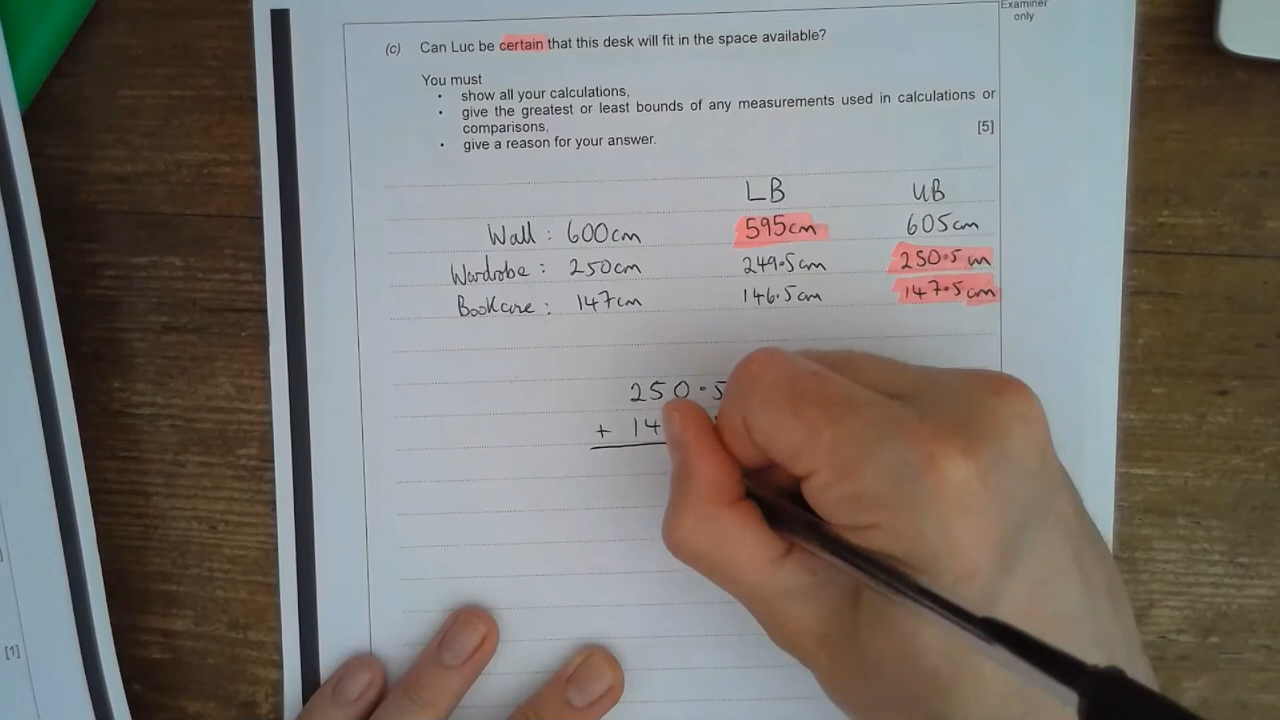 Examiner
only
(c) Can Luc be certain that this desk will fit in the space available?
You must
• show all your calculations,
• give the greatest or least bounds of any measurements used in calculations or
comparisons,
[5]
• give a reason for your answer.
LB UB
Wall : 600cm 595cm 605cm
Wardrobe : 250cm 249.5cm 250.5cm
Bookcase : 147cm 146.5cm 147.5cm
250.5
+ 14
[1]